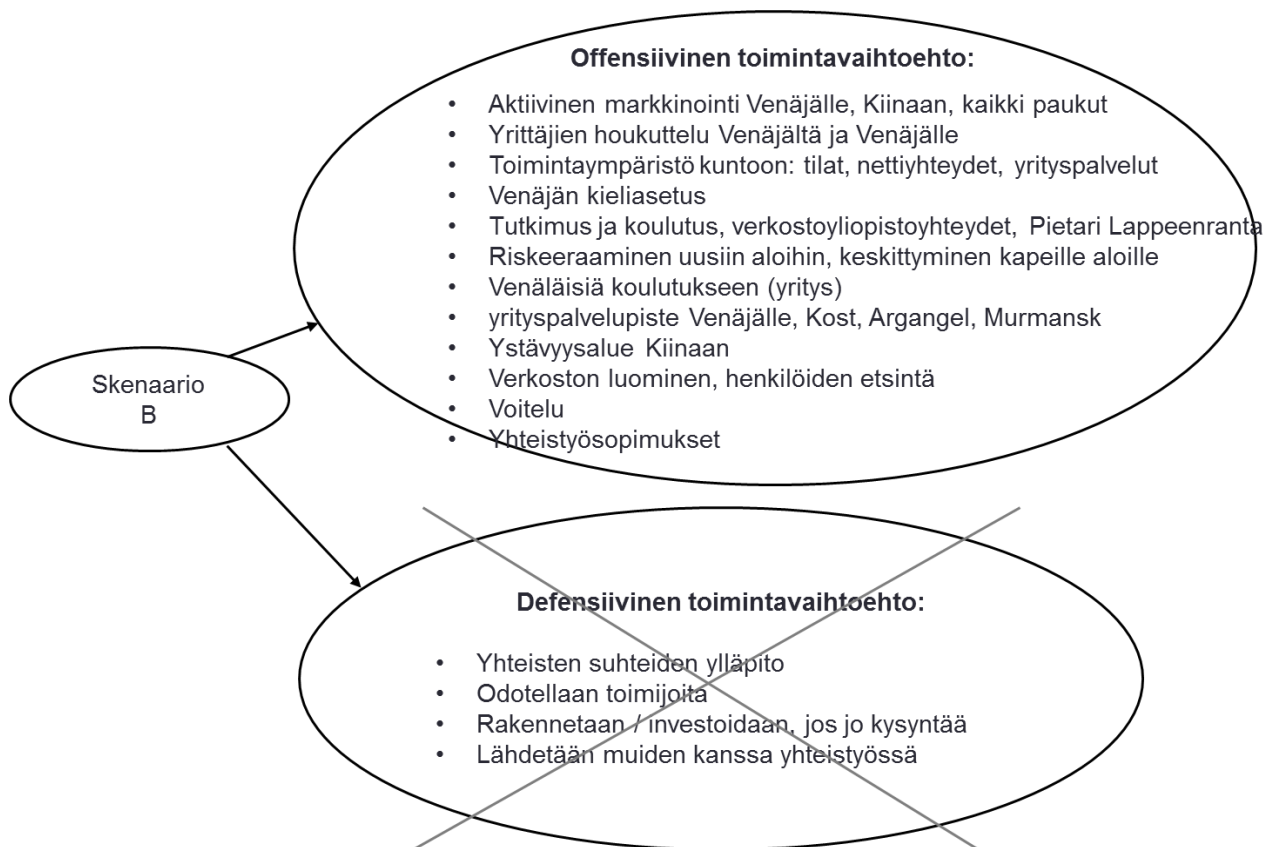 Offensiivinen toimintavaihtoehto:
• Aktiivinen markkinointi Venäjälle, Kiinaan, kaikki paukut
• Yrittäjien houkuttelu Venäjältä ja Venäjälle
• Toimintaympäristö kuntoon: tilat, nettiyhteydet, yrityspalvelut
• Venäjän kieliasetus
• Tutkimus ja koulutus, verkostoyliopistoyhteydet, Pietari Lappeenranta
• Riskeeraaminen uusiin aloihin, keskittyminen kapeille aloille
• Venäläisiä koulutukseen (yritys)
• yrityspalvelupiste Venäjälle, Kost, Argangel, Murmansk
• Ystävyysalue Kiinaan
• Verkoston luominen, henkilöiden etsintä
• Voitelu
• Yhteistyösopimukset
Skenaario
B
Defensiivinen toimintavaihtoehto:
• Yhteisten suhteiden ylläpito
• Odotellaan toimijoita
• Rakennetaan / investoidaan, jos jo kysyntää
• Lähdetään muiden kanssa yhteistyössä